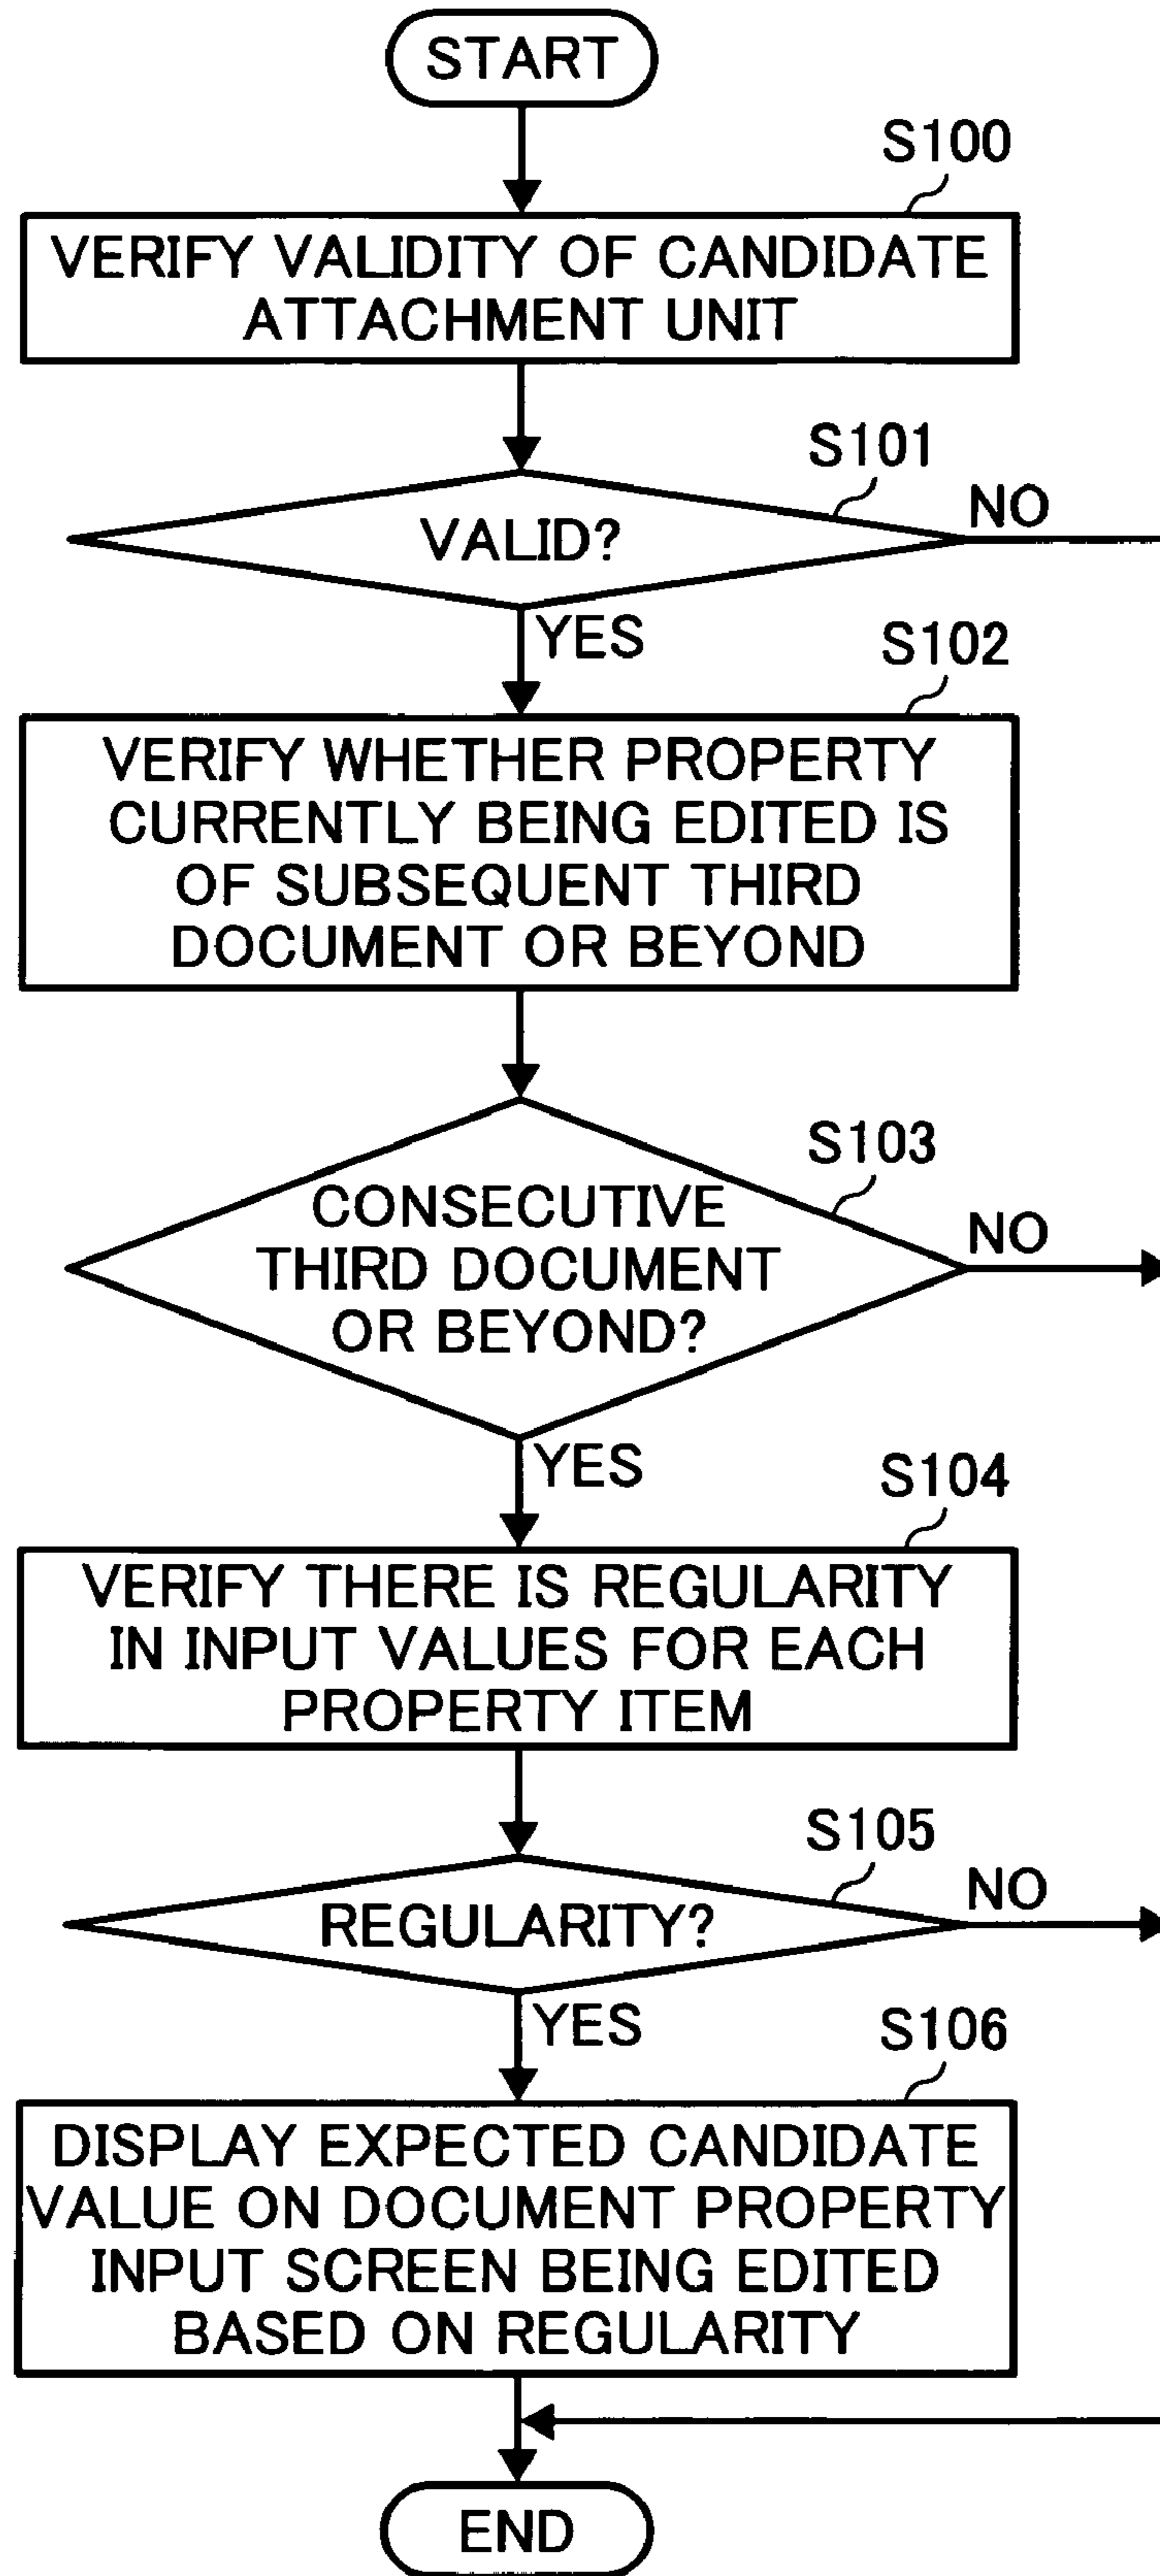 START
S100
VERIFY VALIDITY OF CANDIDATE
ATTACHMENT UNIT
S101
VALID?
NO
YES
S102
VERIFY WHETHER PROPERTY
CURRENTLY BEING EDITED IS
OF SUBSEQUENT THIRD
DOCUMENT OR BEYOND
S103
CONSECUTIVE
THIRD DOCUMENT
OR BEYOND?
NO
YES
S104
VERIFY THERE IS REGULARITY
IN INPUT VALUES FOR EACH
PROPERTY ITEM
S105
REGULARITY?
NO
YES
S106
DISPLAY EXPECTED CANDIDATE
VALUE ON DOCUMENT PROPERTY
INPUT SCREEN BEING EDITED
BASED ON REGULARITY
END